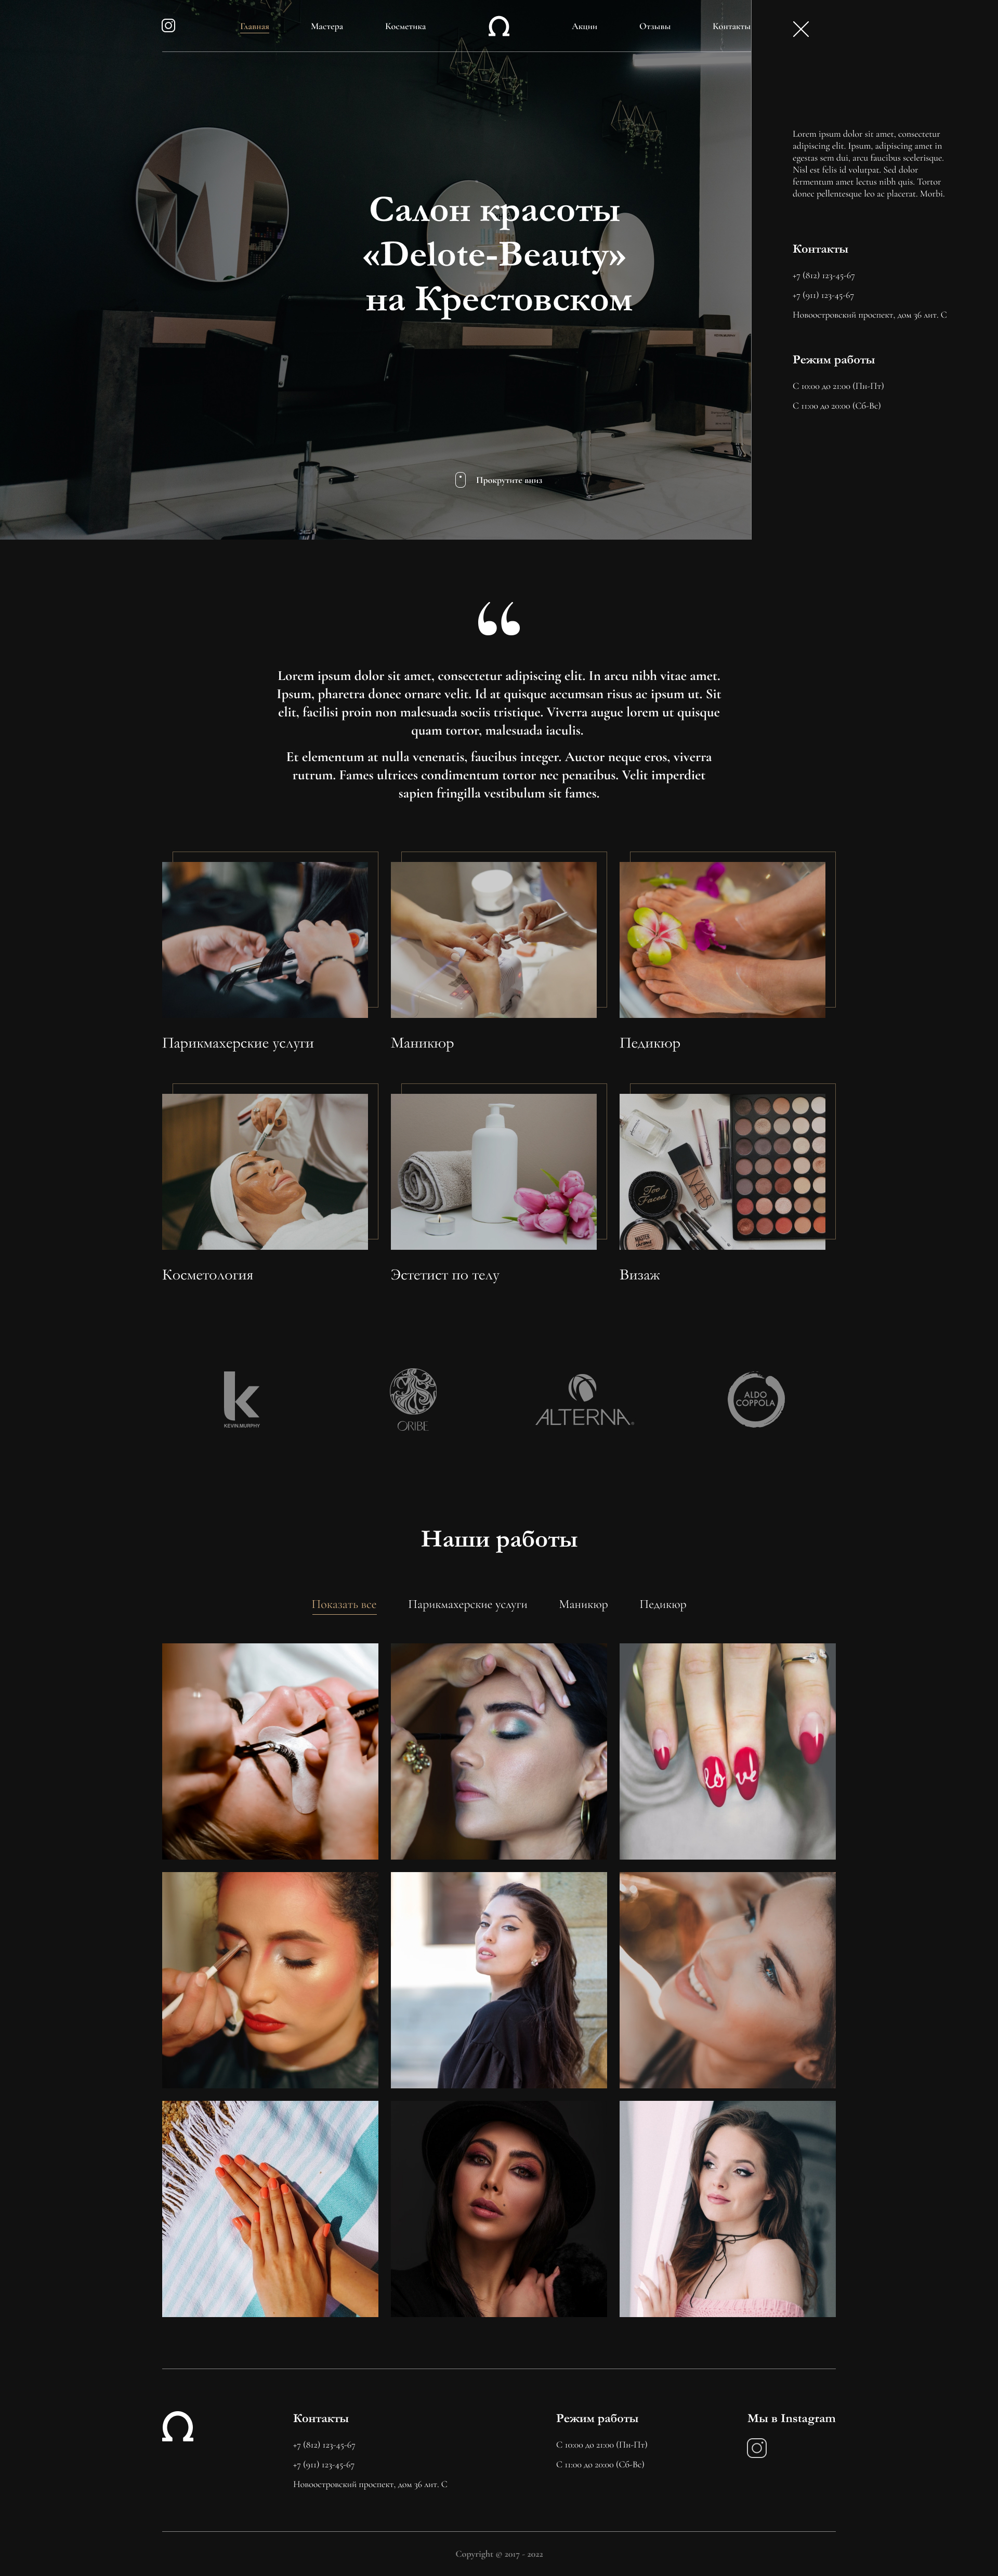 Главная
Мастера
Косметика
Акции
Отзывы
Контакты
Салон красоты
«Delote-Beauty»
на Крестовском
Прокрутите вниз
Lorem ipsum dolor sit amet, consectetur
adipiscing elit. Ipsum, adipiscing amet in
egestas sem dui, arcu faucibus scelerisque.
Nisl est felis id volutpat. Sed dolor
fermentum amet lectus nibh quis. Tortor
donec pellentesque leo ac placerat. Morbi.
Контакты
+7 (812) 123-45-67
+7 (911) 123-45-67
Новоостровский проспект, дом 36 лит. С
Режим работы
С 10:00 до 21:00 (Пн-Пт)
С 11:00 до 20:00 (Сб-Вс)
Lorem ipsum dolor sit amet, consectetur adipiscing elit. In arcu nibh vitae amet.
Ipsum, pharetra donec ornare velit. Id at quisque accumsan risus ac ipsum ut. Sit
elit, facilisi proin non malesuada sociis tristique. Viverra augue lorem ut quisque
quam tortor, malesuada iaculis.
Et elementum at nulla venenatis, faucibus integer. Auctor neque eros, viverra
rutrum. Fames ultrices condimentum tortor nec penatibus. Velit imperdiet
sapien fringilla vestibulum sit fames.
Парикмахерские услуги
Маникюр
Педикюр
Too
Faced
NARS
MASTER
Косметология
Эстетист по телу
Визаж
KEVIN.MURPHY
ORIBE
ALTERNA
ALDO
COPPOLA
Наши работы
Показать все
Парикмахерские услуги
Маникюр
Педикюр
lo ve
Контакты
+7 (812) 123-45-67
+7 (911) 123-45-67
Новоостровский проспект, дом 36 лит. С
Режим работы
С 10:00 до 21:00 (Пн-Пт)
С 11:00 до 20:00 (Сб-Вс)
Мы в Instagram
Copyright © 2017 - 2022